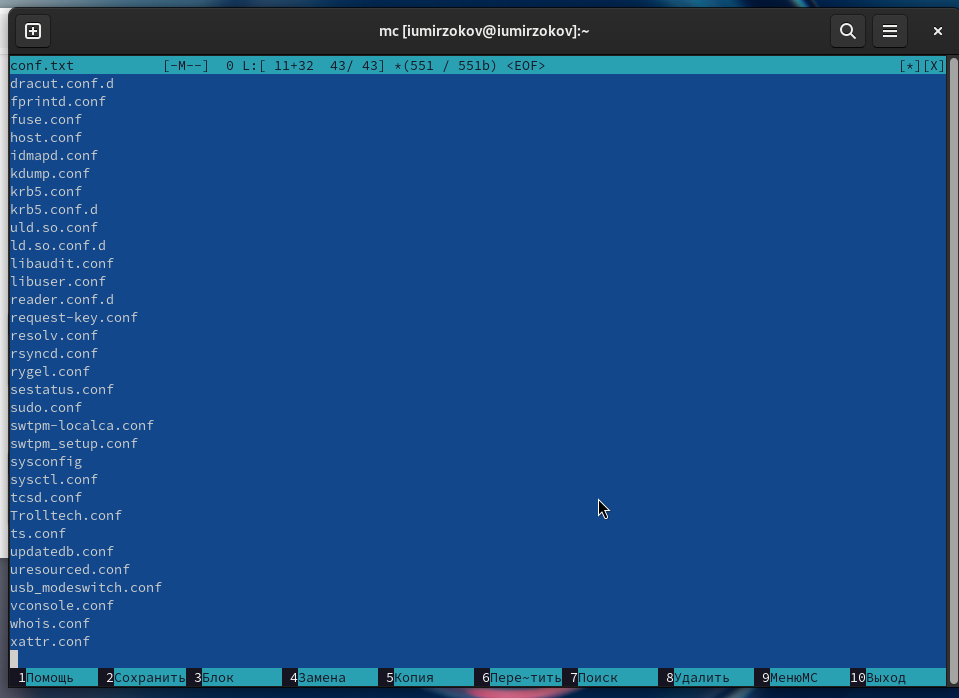 mc [iumirzokov@iumirzokov]:~
conf.txt [-M--] 0 L:[ 11+32 43/ 43] *(551 / 551b) <EOF> [*][X]
dracut.conf.d
fprintd.conf
fuse.conf
host.conf
idmapd.conf
kdump.conf
krb5.conf
krb5.conf.d
uld.so.conf
ld.so.conf.d
libaudit.conf
libuser.conf
reader.conf.d
request-key.conf
resolv.conf
rsyncd.conf
rygel.conf
sestatus.conf
sudo.conf
swtpm-localca.conf
swtpm_setup.conf
sysconfig
sysctl.conf
tcsd.conf
Trolltech.conf
ts.conf
updatedb.conf
uresourced.conf
usb_modeswitch.conf
vconsole.conf
whois.conf
xattr.conf
1Помощь 2Сохранить 3Блок 4Замена 5Копия 6Пере~тить 7Поиск 8Удалить 9МенюМС 10Выход